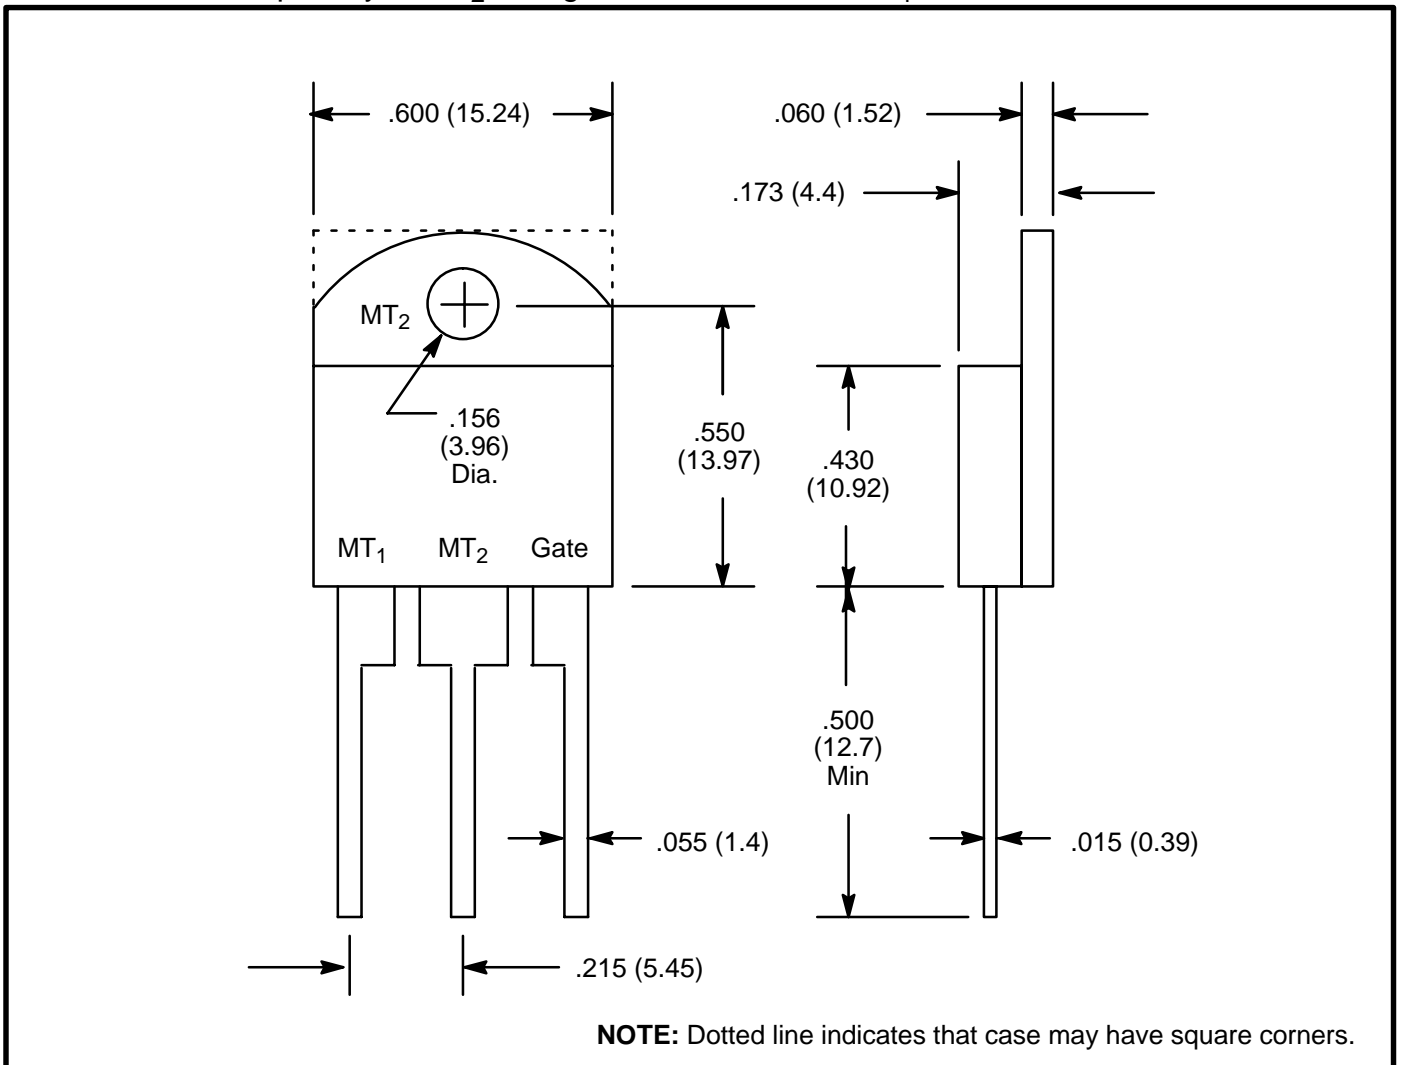 .600 (15.24)
.060 (1.52)
.173 (4.4)
MT2
.156
(3.96)
Dia.
.550
(13.97)
.430
(10.92)
MT1 MT2 Gate
.500
(12.7)
Min
.055 (1.4)
.015 (0.39)
.215 (5.45)
NOTE: Dotted line indicates that case may have square corners.